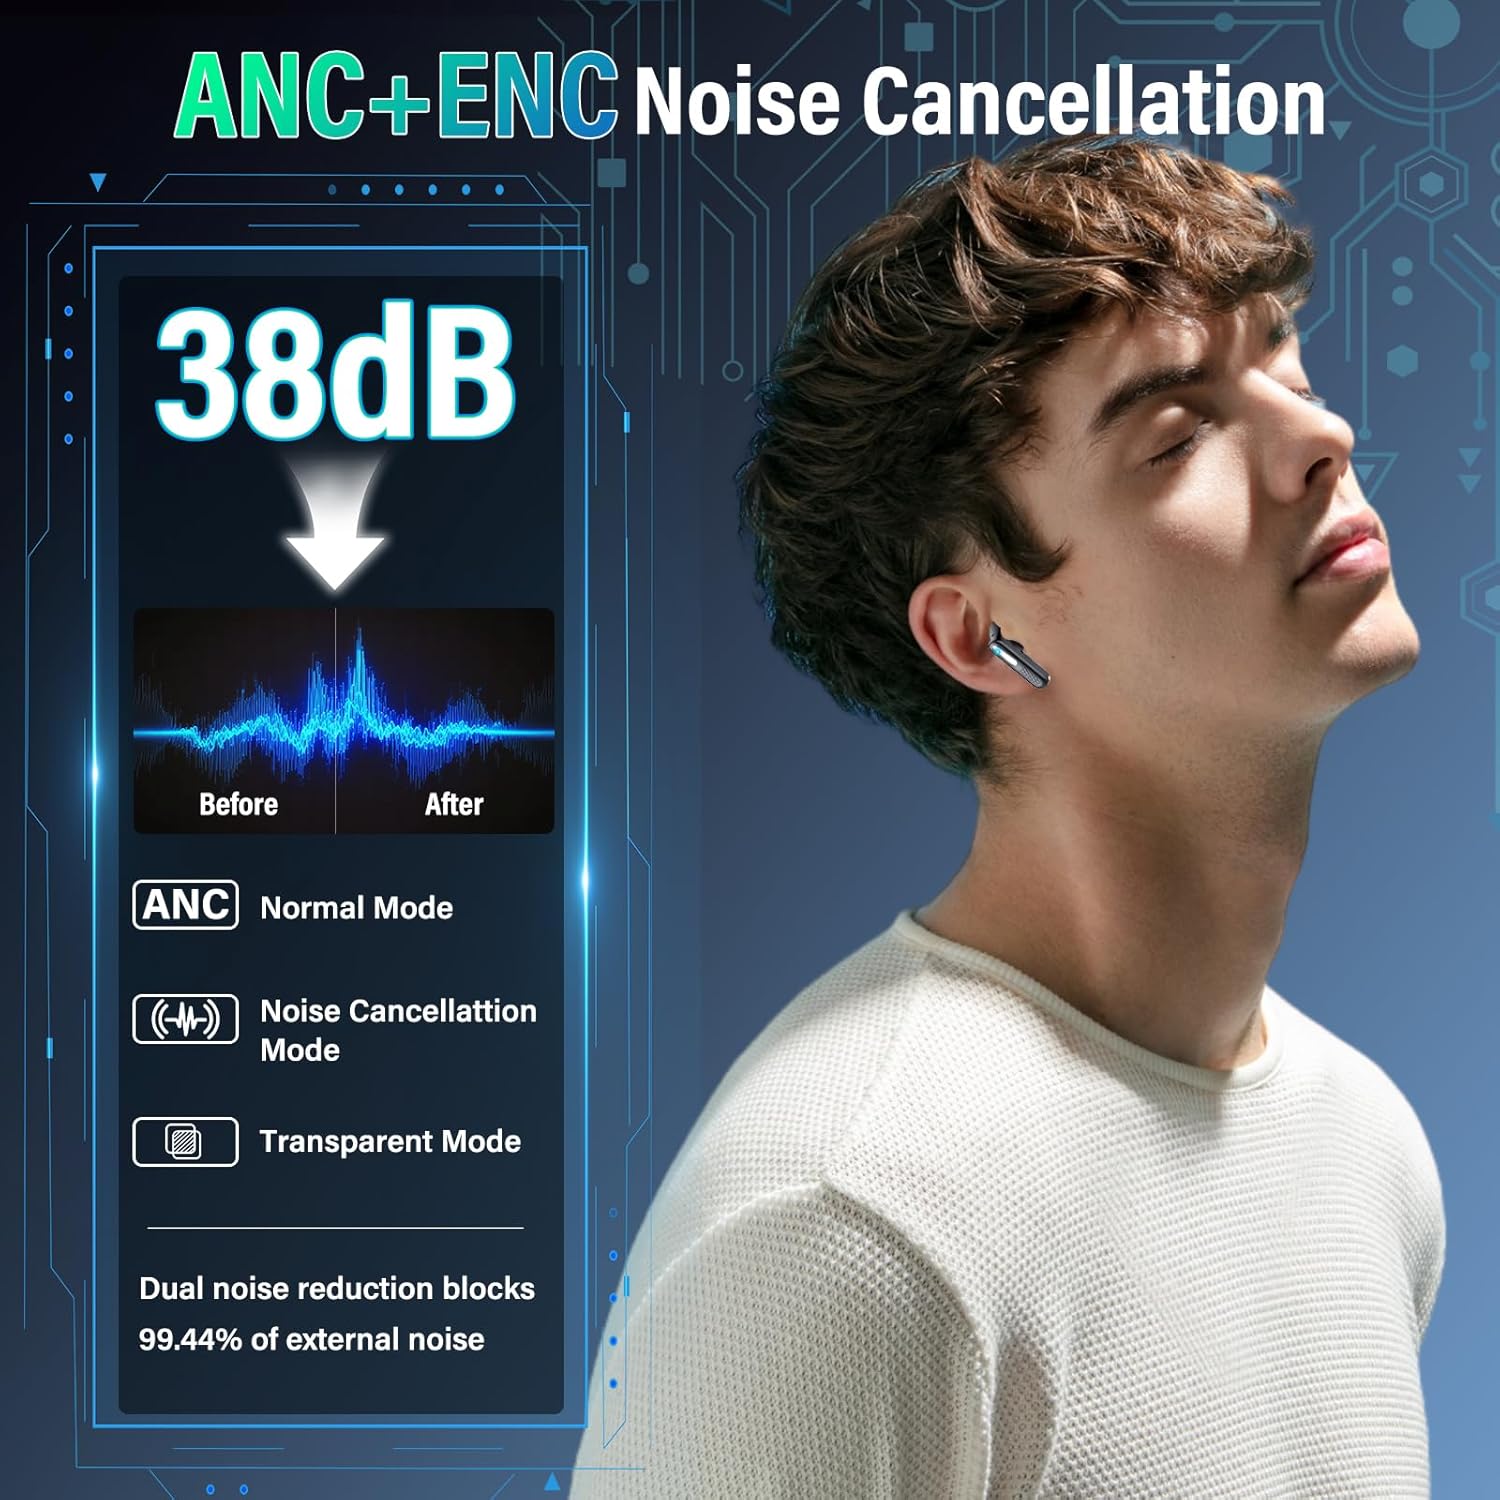 ANC+ENC Noise Cancellation
38dB
Before After
ANC Normal Mode
Noise Cancellattion
Mode
Transparent Mode
Dual noise reduction blocks
99.44% of external noise